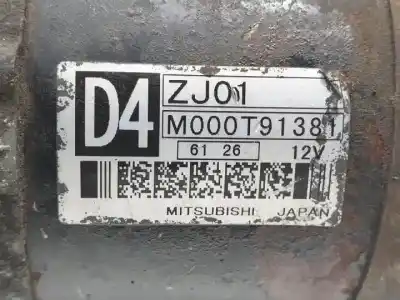 D4
ZJ01
M000T91381
61 26
12V
MITSUBISHI JAPAN